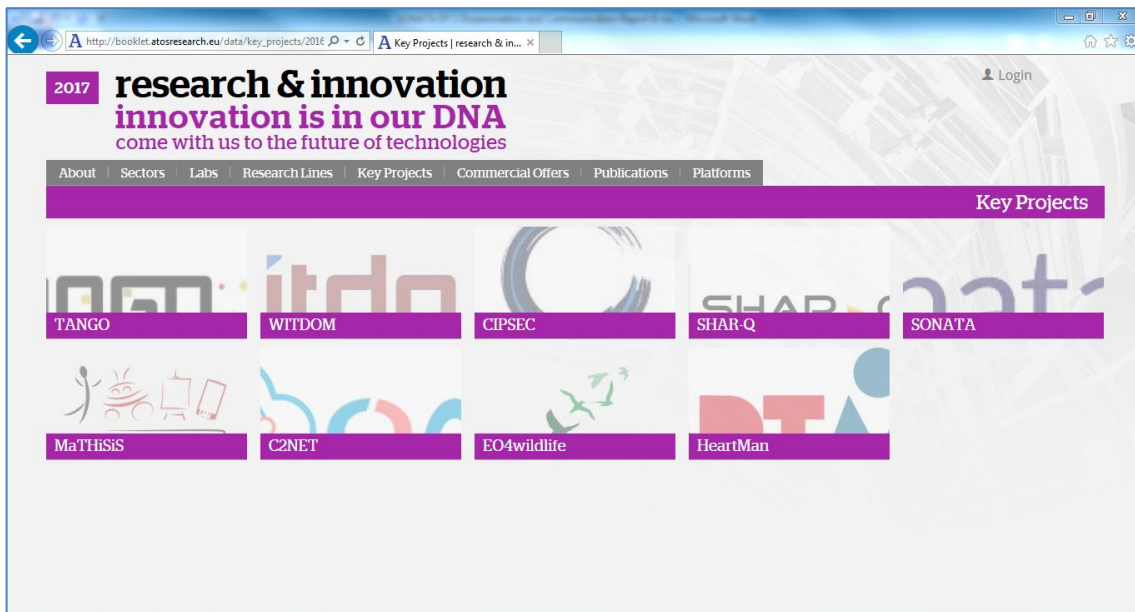 http://booklet.atosresearch.eu/data/key_projects/2016
A Key Projects | research & in...
2017
research & innovation
innovation is in our DNA
come with us to the future of technologies
Login
About | Sectors | Labs | Research Lines | Key Projects | Commercial Offers | Publications | Platforms
Key Projects
SHAR-Q
TANGO
WITDOM
CIPSEC
SHAR-Q
SONATA
MaTHiSiS
C2NET
EO4wildlife
HeartMan